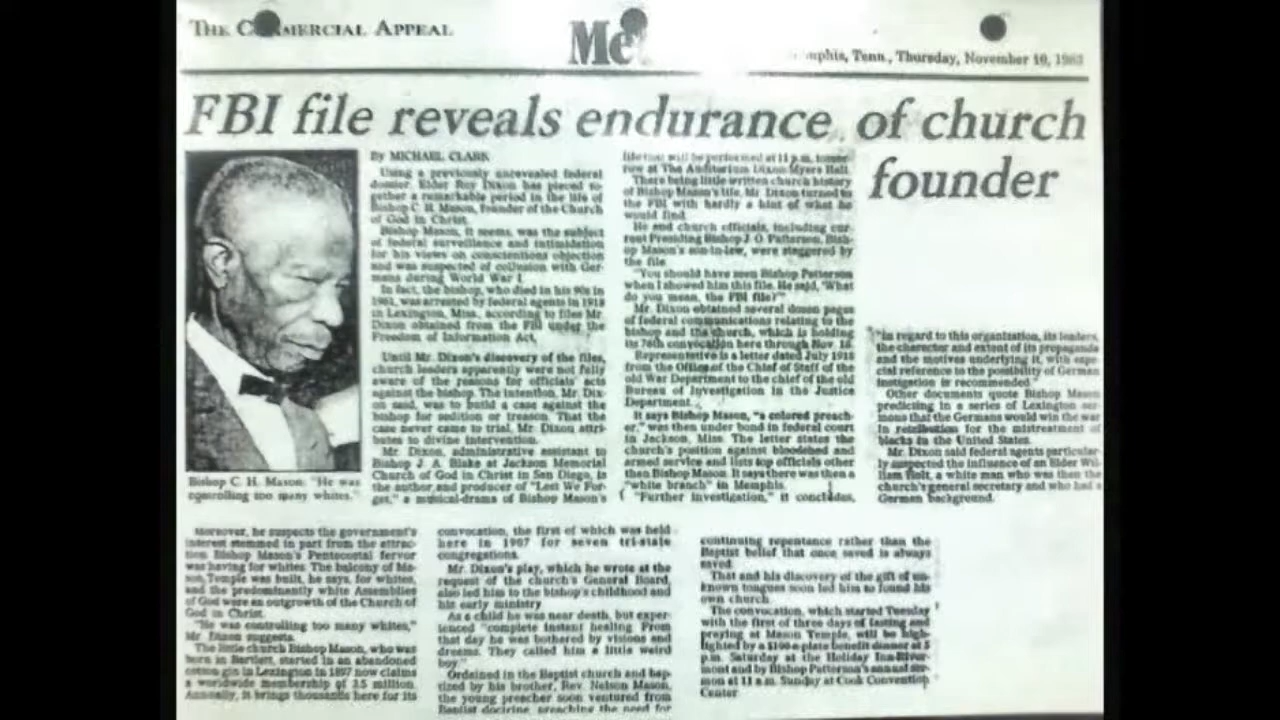 THE COMMERCIAL APPEAL
Me
Tenn., Thursday, November 10, 1983
FBI file reveals endurance of church
founder
By MICHAEL CLARK
Using a previously unrevealed federal
dossier, Elder Roy Dixon has pieced to-
gether a remarkable period in the life of
Bishop C. H. Mason, founder of the Church
of God in Christ.
Bishop Mason, it seems, was the subject
of federal surveillance and intimidation
for his views on conscientious objection
and was suspected of collusion with Ger-
mans during World War I.
In fact, the bishop, who died in his 90s in
1961, was arrested by federal agents in 1918
in Lexington, Miss., according to files Mr.
Dixon obtained from the FBI under the
Freedom of Information Act.
Until Mr. Dixon's discovery of the files,
church leaders apparently were not fully
aware of the reasons for officials' acts
against the bishop. The intention, Mr. Dix-
on said, was to build a case against the
bishop for sedition or treason. That the
case never came to trial, Mr. Dixon attri-
butes to divine intervention.
Mr. Dixon, administrative assistant to
Bishop J. A. Blake at Jackson Memorial
Church of God in Christ in San Diego, is
the author and producer of "Lest We For-
get," a musical-drama of Bishop Mason's
life that will be performed at 11 p.m. tomor-
row at The Auditorium Dixon-Myers Hall.
There being little written church history
of Bishop Mason's life, Mr. Dixon turned to
the FBI with hardly a hint of what he
would find.
He and church officials, including cur-
rent Presiding Bishop J. O. Patterson, Bish-
op Mason's son-in-law, were staggered by
the file.
"You should have seen Bishop Patterson
when I showed him this file. He said, 'What
do you mean, the FBI file?'"
Mr. Dixon obtained several dozen pages
of federal communications relating to the
bishop and the church, which is holding
its 76th convocation here through Nov.
Representative is a letter dated July 1918
from the Office of the Chief of Staff of the
old War Department to the chief of the old
Bureau of Investigation in the Justice
Department.
It says Bishop Mason, "a colored preach-
er," was then under bond in federal court
in Jackson, Miss. The letter states the
church's position against bloodshed and
armed service and lists top officials other
than Bishop Mason. It says there was then a
"white branch" in Memphis.
"Further investigation," it concludes,
"in regard to this organization, its leaders,
the character and extent of its propaganda
and the motives underlying it, with espe-
cial reference to the possibility of German
instigation is recommended."
Other documents quote Bishop Mason
predicting in a series of Lexington ser-
mons that the Germans would win the war
in retribution for the mistreatment of
blacks in the United States.
Mr. Dixon said federal agents particular-
ly suspected the influence of an Elder Wil-
liam Holt, a white man who was then the
church's general secretary and who had a
German background.
Bishop C. H. Mason: "He was
controlling too many whites."
Moreover, he suspects the government's
interest stemmed in part from the attrac-
tion Bishop Mason's Pentecostal fervor
was having for whites. The balcony of Ma-
son Temple was built, he says, for whites,
and the predominantly white Assemblies
of God were an outgrowth of the Church of
God in Christ.
"He was controlling too many whites,"
Mr. Dixon suggests.
The little church Bishop Mason, who was
born in Bartlett, started in an abandoned
cotton gin in Lexington in 1897 now claims
a worldwide membership of 3.5 million.
Annually, it brings thousands here for its
convocation, the first of which was held
here in 1907 for seven tri-state
congregations.
Mr. Dixon's play, which he wrote at the
request of the church's General Board,
also led him to the bishop's childhood and
his early ministry
As a child he was near death, but exper-
ienced "complete instant healing. From
that day he was bothered by visions and
dreams. They called him a little weird
boy."
Ordained in the Baptist church and bap-
tized by his brother, Rev. Nelson Mason,
the young preacher soon ventured from
Baptist doctrine, preaching the need for
continuing repentance rather than the
Baptist belief that once saved is always
saved.
That and his discovery of the gift of un-
known tongues soon led him to found his
own church.
The convocation, which started Tuesday
with the first of three days of fasting and
praying at Mason Temple, will be high-
lighted by a $100-a-plate benefit dinner at 5
p.m. Saturday at the Holiday Inn-River-
mont and by Bishop Patterson's annual ser-
mon at 11 a.m. Sunday at Cook Convention
Center